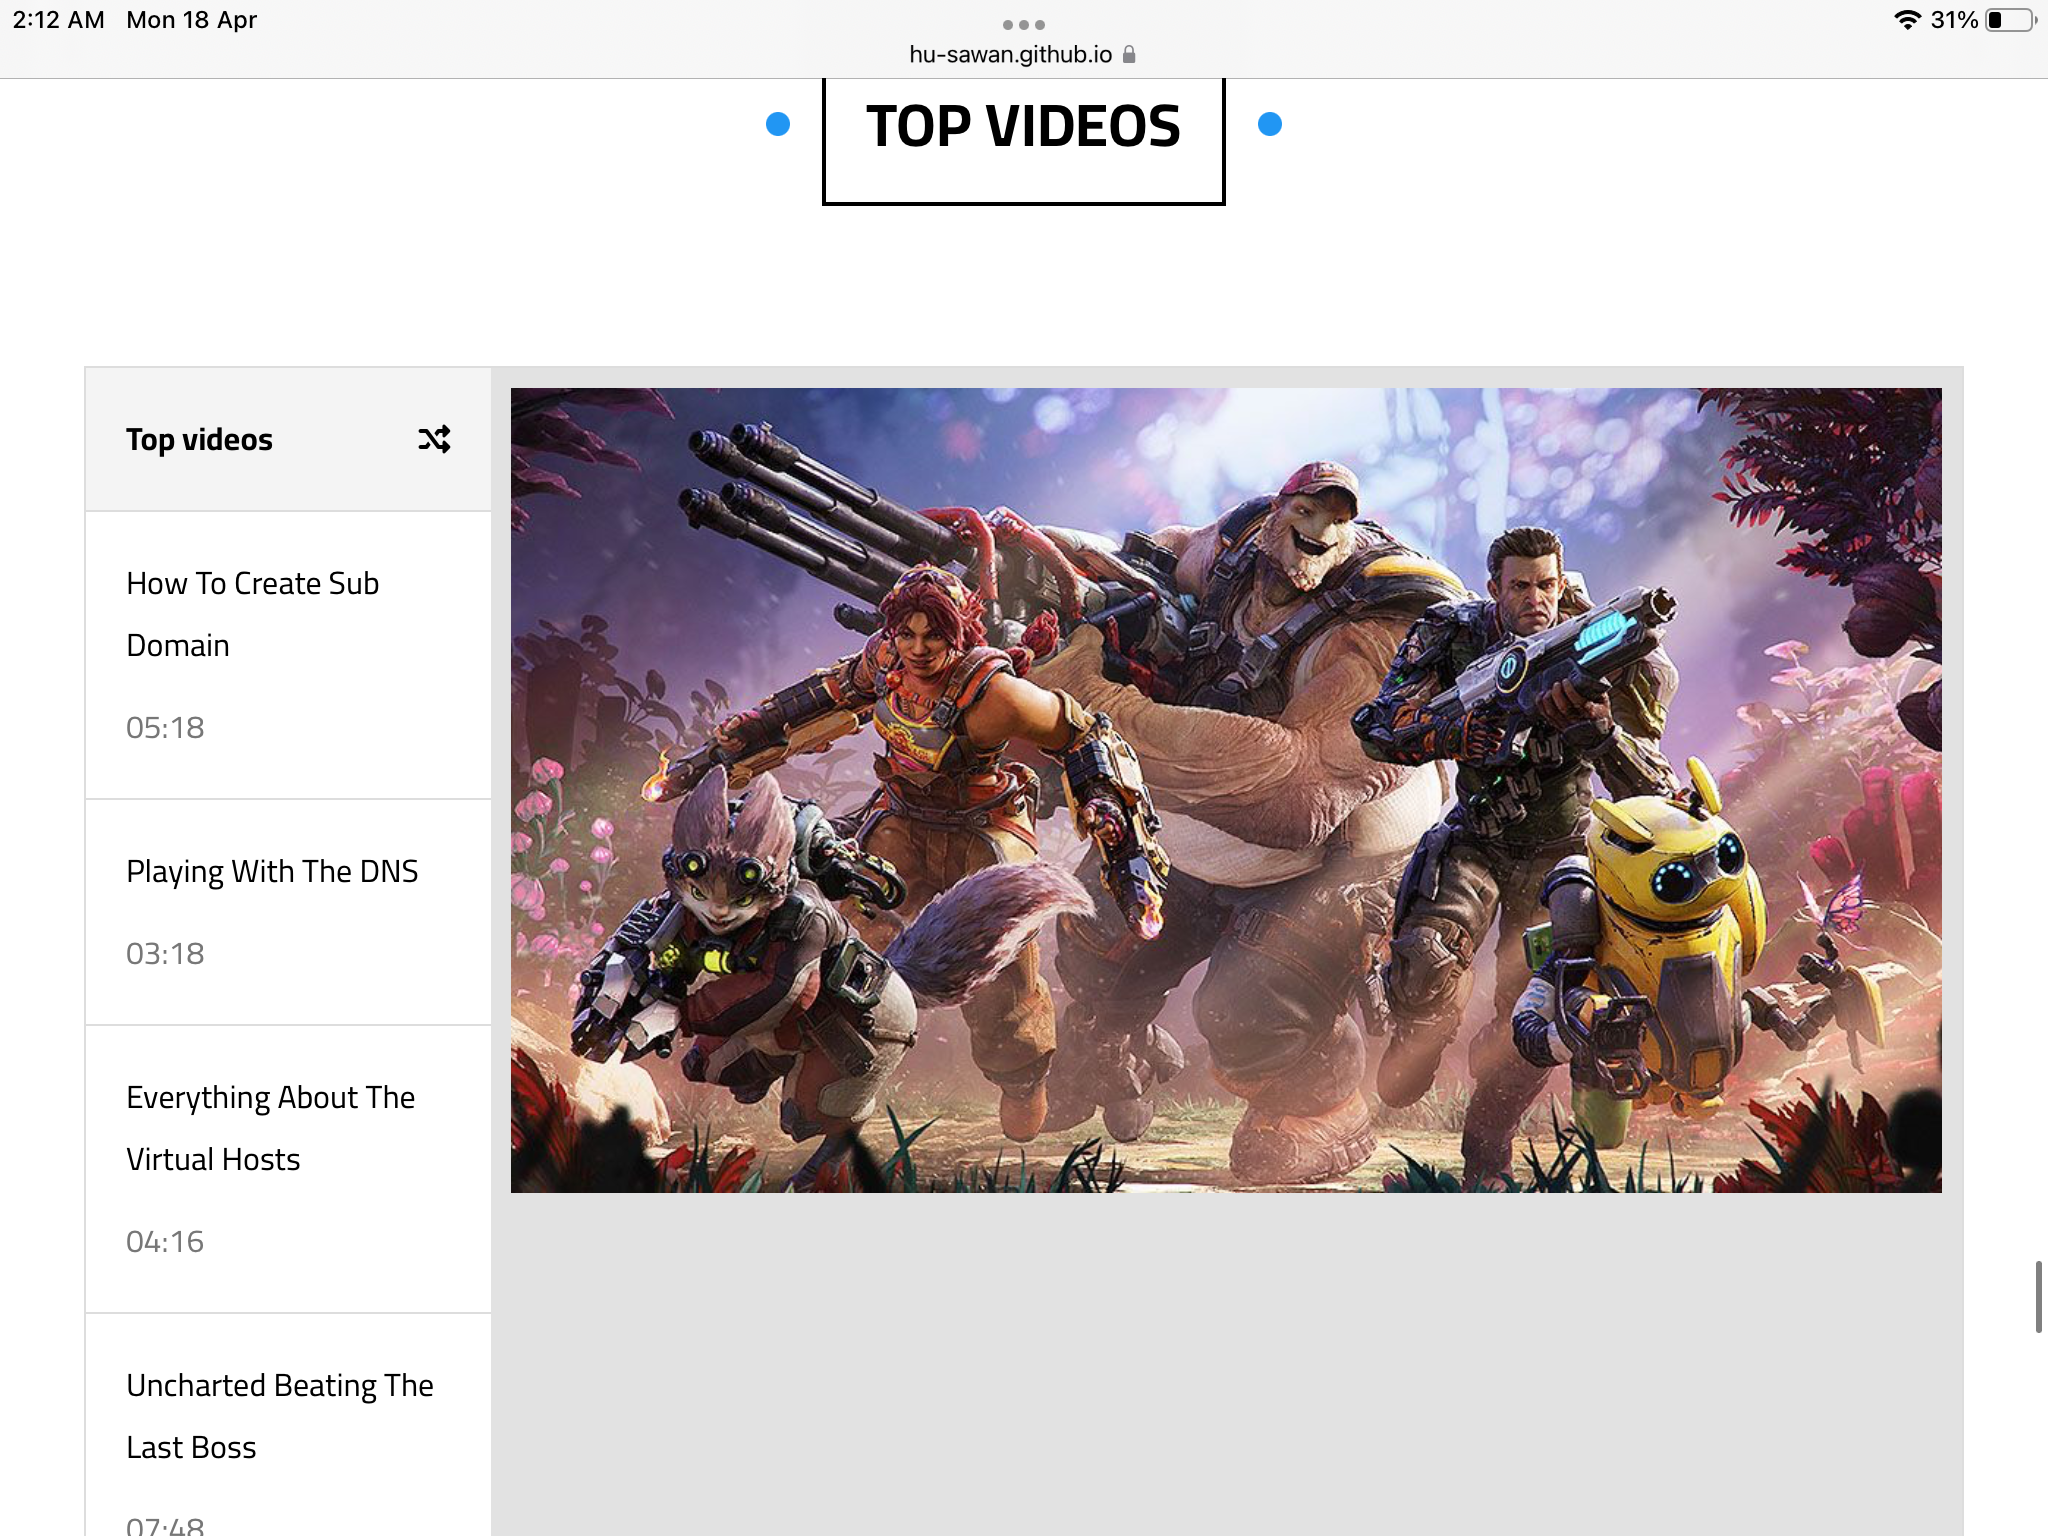 2:12 AM Mon 18 Apr
31%
hu-sawan.github.io
TOP VIDEOS
Top videos
How To Create Sub
Domain
05:18
Playing With The DNS
03:18
Everything About The
Virtual Hosts
04:16
Uncharted Beating The
Last Boss
07:48